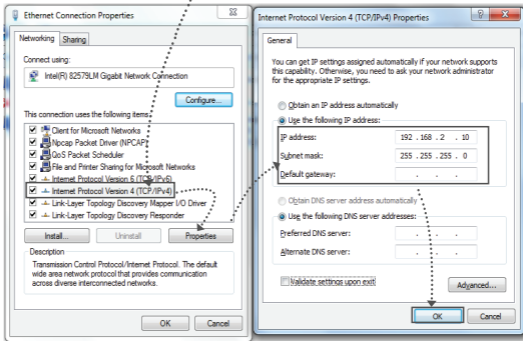 Ethernet Connection Properties
Networking
Sharing
Connect using:
Intel(R) 82579LM Gigabit Network Connection
Configure...
This connection uses the following items:
Client for Microsoft Networks
Npcap Packet Driver (NPCAP)
QoS Packet Scheduler
File and Printer Sharing for Microsoft Networks
Internet Protocol Version 6 (TCP/IPv6)
Internet Protocol Version 4 (TCP/IPv4)
Link-Layer Topology Discovery Mapper I/O Driver
Link-Layer Topology Discovery Responder
Install...
Uninstall
Properties
Description
Transmission Control Protocol/Internet Protocol. The default
wide area network protocol that provides communication
across diverse interconnected networks.
OK
Cancel
Internet Protocol Version 4 (TCP/IPv4) Properties
General
You can get IP settings assigned automatically if your network supports
this capability. Otherwise, you need to ask your network administrator
for the appropriate IP settings.
Obtain an IP address automatically
Use the following IP address:
IP address: 192 . 168 . 2 . 10
Subnet mask: 255 . 255 . 255 . 0
Default gateway: . . .
Obtain DNS server address automatically
Use the following DNS server addresses:
Preferred DNS server: . . .
Alternate DNS server: . . .
Validate settings upon exit
Advanced...
OK
Cancel